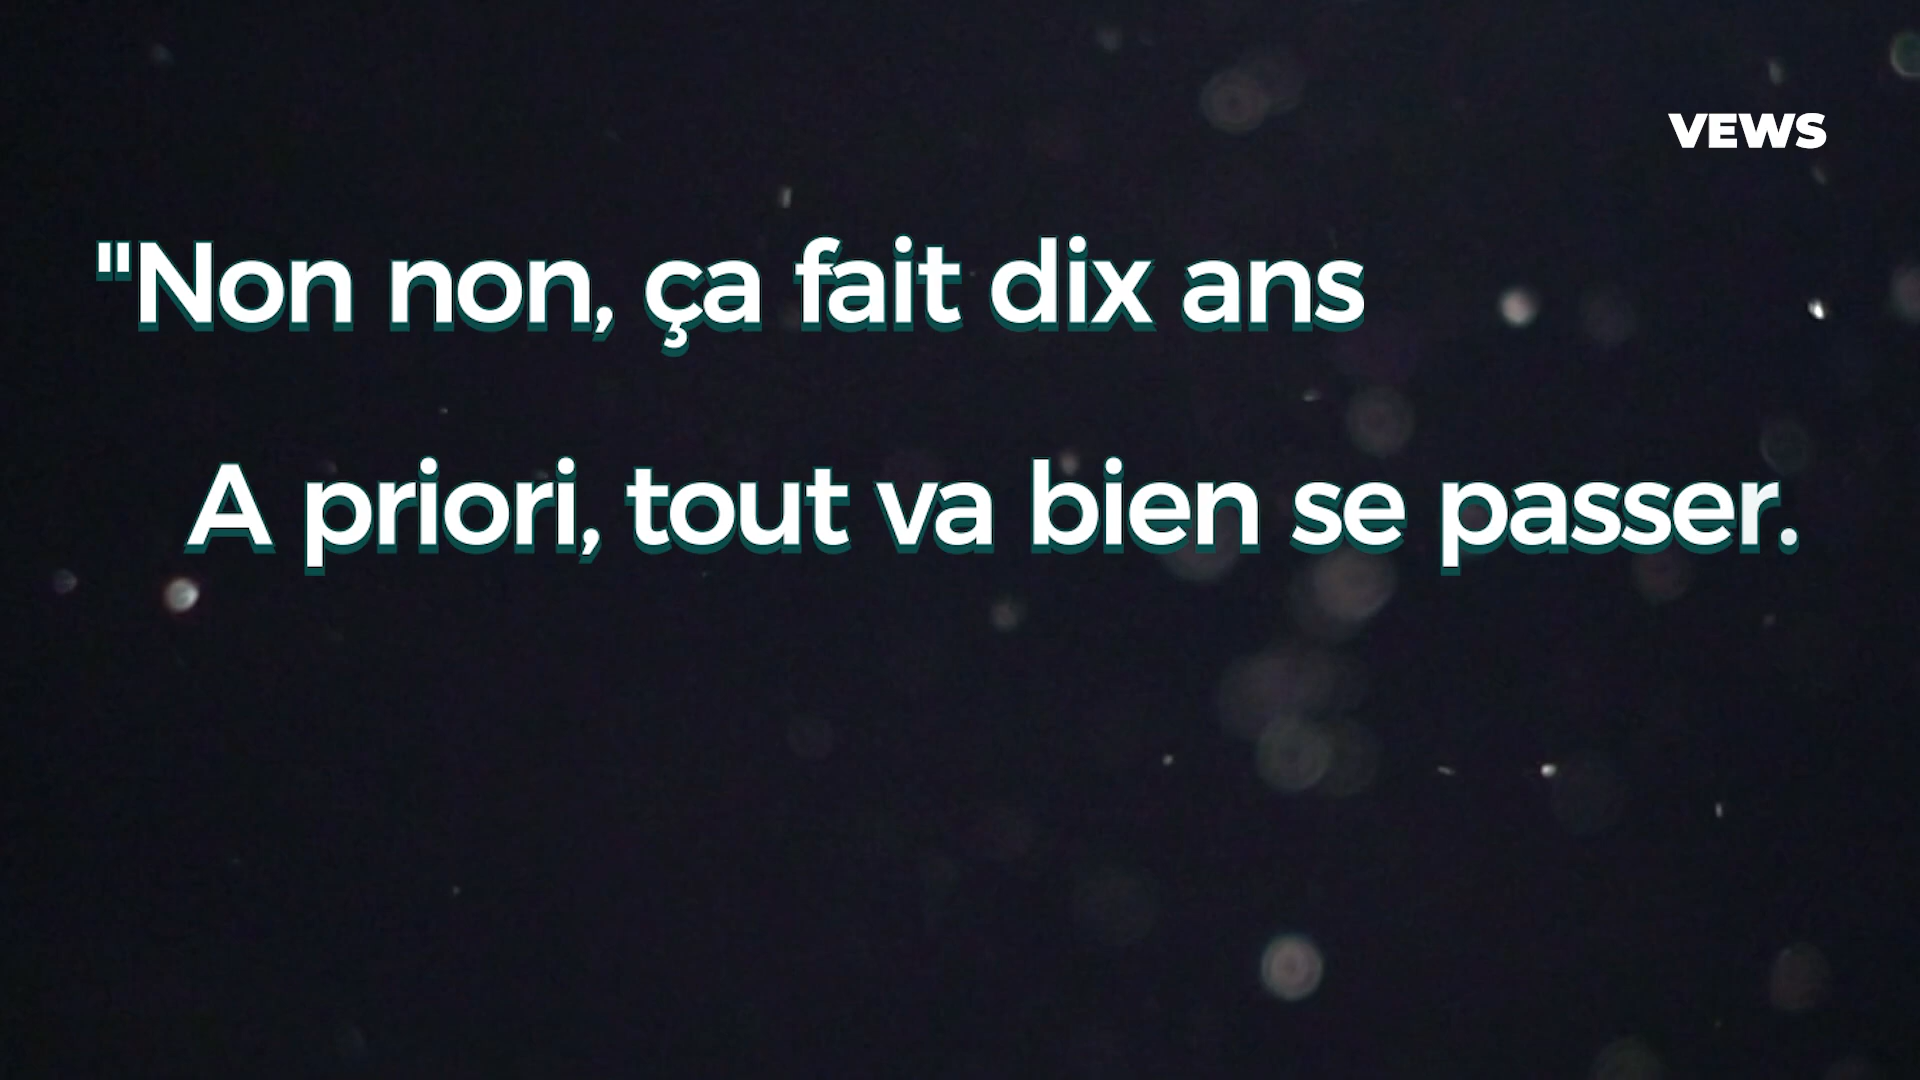 VEWS
"Non non, ça fait dix ans
A priori, tout va bien se passer.